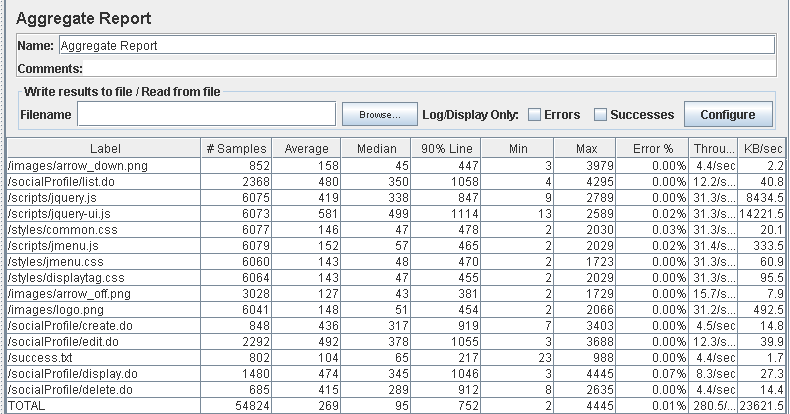 Aggregate Report
Name: Aggregate Report
Comments:
Write results to file / Read from file
Filename Browse... Log/Display Only: Errors Successes Configure
Label # Samples Average Median 90% Line Min Max Error % Throu... KB/sec
/images/arrow_down.png 852 158 45 447 3 3979 0.00% 4.4/sec 2.2
/socialProfile/list.do 2368 480 350 1058 4 4295 0.00% 12.2/s... 40.8
/scripts/jquery.js 6075 419 338 847 9 2789 0.00% 31.3/s... 8434.5
/scripts/jquery-ui.js 6073 581 499 1114 13 2589 0.02% 31.3/s... 14221.5
/styles/common.css 6077 146 47 478 2 2030 0.03% 31.3/s... 20.1
/scripts/jmenu.js 6079 152 57 465 2 2029 0.02% 31.4/s... 333.5
/styles/jmenu.css 6060 143 48 470 2 1723 0.00% 31.3/s... 60.9
/styles/displaytag.css 6064 143 47 455 2 2029 0.00% 31.3/s... 95.5
/images/arrow_off.png 3028 127 43 381 2 1729 0.00% 15.7/s... 7.9
/images/logo.png 6041 148 51 454 2 2066 0.00% 31.2/s... 492.5
/socialProfile/create.do 848 436 317 919 7 3403 0.00% 4.5/sec 14.8
/socialProfile/edit.do 2292 492 378 1055 3 3688 0.00% 12.3/s... 39.9
/success.txt 802 104 65 217 23 988 0.00% 4.4/sec 1.7
/socialProfile/display.do 1480 474 345 1046 3 4445 0.07% 8.3/sec 27.3
/socialProfile/delete.do 685 415 289 912 8 2635 0.00% 4.4/sec 14.4
TOTAL 54824 269 95 752 2 4445 0.01% 280.5/... 23621.5